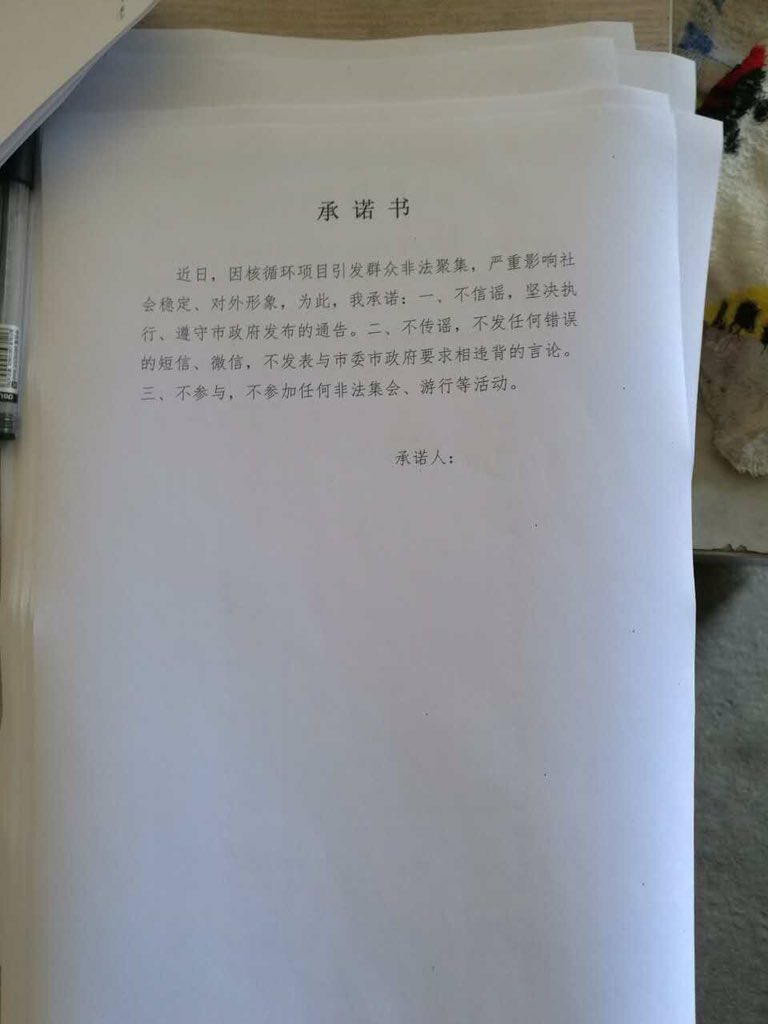 承诺书
近日，因核循环项目引发群众非法聚集，严重影响社
会稳定、对外形象，为此，我承诺：一、不信谣，坚决执
行、遵守市政府发布的通告。二、不传谣，不发任何错误
的短信、微信，不发表与市委市政府要求相违背的言论。
三、不参与，不参加任何非法集会、游行等活动。
承诺人：